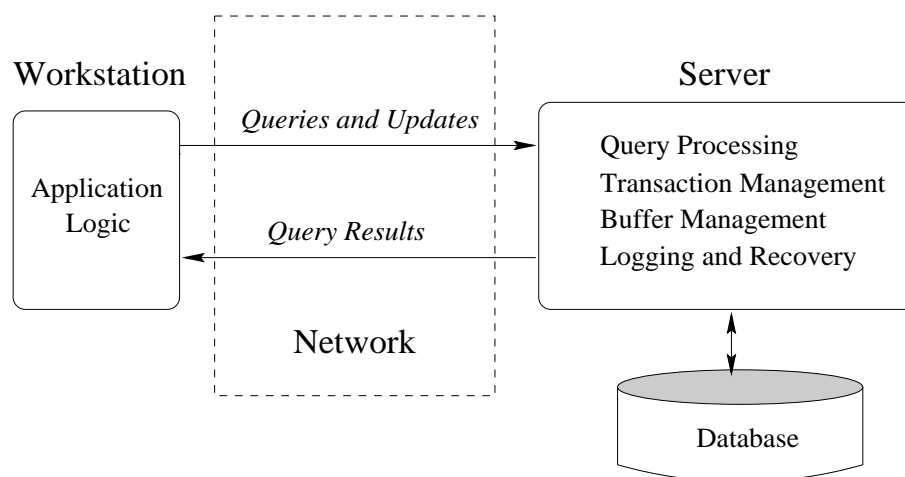 Workstation
Server
Queries and Updates
Application
Logic
Query Results
Network
Query Processing
Transaction Management
Buffer Management
Logging and Recovery
Database